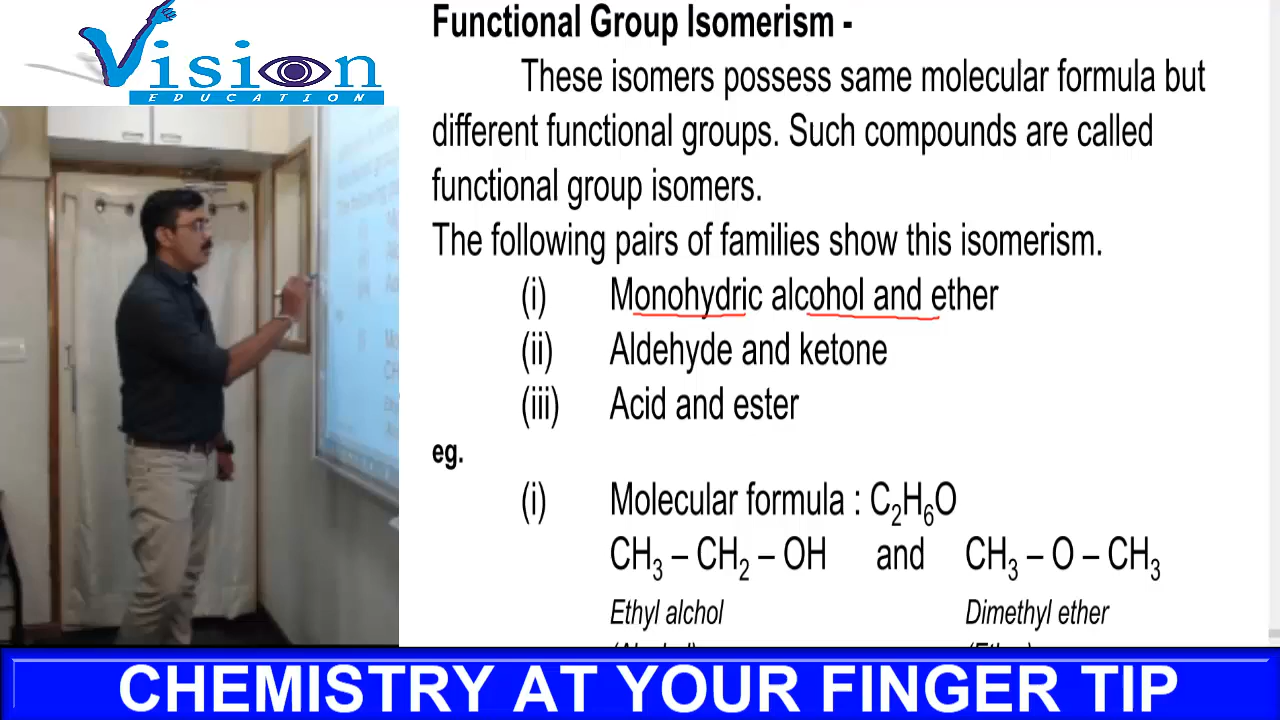 Vision
EDUCATION
Functional Group Isomerism -
These isomers possess same molecular formula but
different functional groups. Such compounds are called
functional group isomers.
The following pairs of families show this isomerism.
(i) Monohydric alcohol and ether
(ii) Aldehyde and ketone
(iii) Acid and ester
eg.
(i) Molecular formula : C₂H₆O
CH₃ – CH₂ – OH and CH₃ – O – CH₃
Ethyl alchol Dimethyl ether
CHEMISTRY AT YOUR FINGER TIP